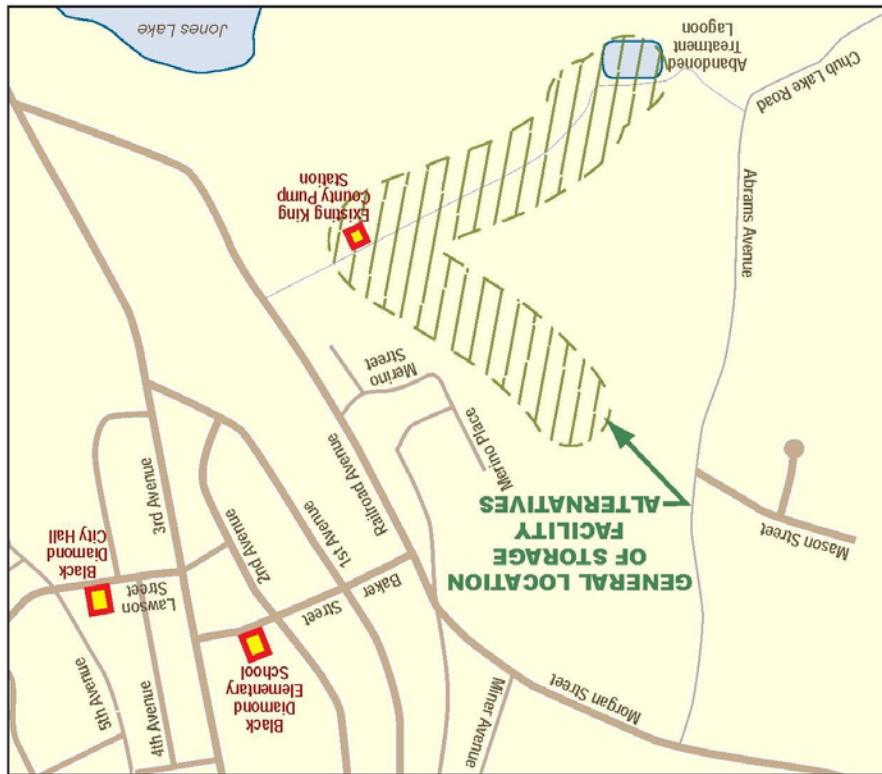 Morgan Street
Miner Avenue
Black
Diamond
Elementary
School
4th Avenue
5th Avenue
Mason Street
GENERAL LOCATION
OF STORAGE
FACILITY
ALTERNATIVES
Baker
Street
Lawson
Street
Black
Diamond
City Hall
Merino Place
Merino
Street
Railroad Avenue
1st Avenue
2nd Avenue
3rd Avenue
Abrams Avenue
Existing King
County Pump
Station
Chub Lake Road
Abandoned
Treatment
Lagoon
Jones Lake